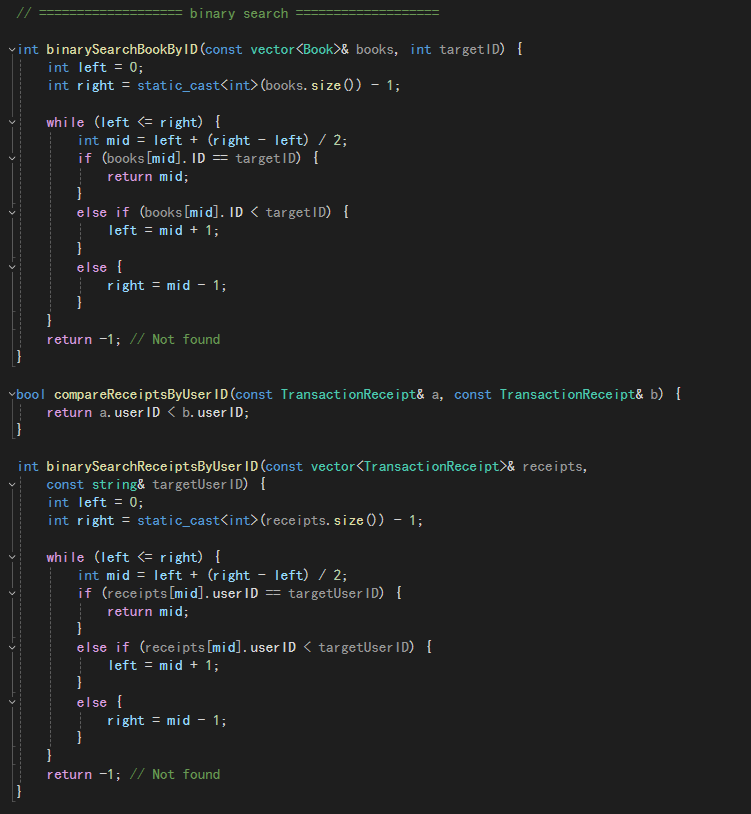 // =================== binary search ===================
int binarySearchBookByID(const vector<Book>& books, int targetID) {
int left = 0;
int right = static_cast<int>(books.size()) - 1;
while (left <= right) {
int mid = left + (right - left) / 2;
if (books[mid].ID == targetID) {
return mid;
}
else if (books[mid].ID < targetID) {
left = mid + 1;
}
else {
right = mid - 1;
}
}
return -1; // Not found
}
bool compareReceiptsByUserID(const TransactionReceipt& a, const TransactionReceipt& b) {
return a.userID < b.userID;
}
int binarySearchReceiptsByUserID(const vector<TransactionReceipt>& receipts,
const string& targetUserID) {
int left = 0;
int right = static_cast<int>(receipts.size()) - 1;
while (left <= right) {
int mid = left + (right - left) / 2;
if (receipts[mid].userID == targetUserID) {
return mid;
}
else if (receipts[mid].userID < targetUserID) {
left = mid + 1;
}
else {
right = mid - 1;
}
}
return -1; // Not found
}